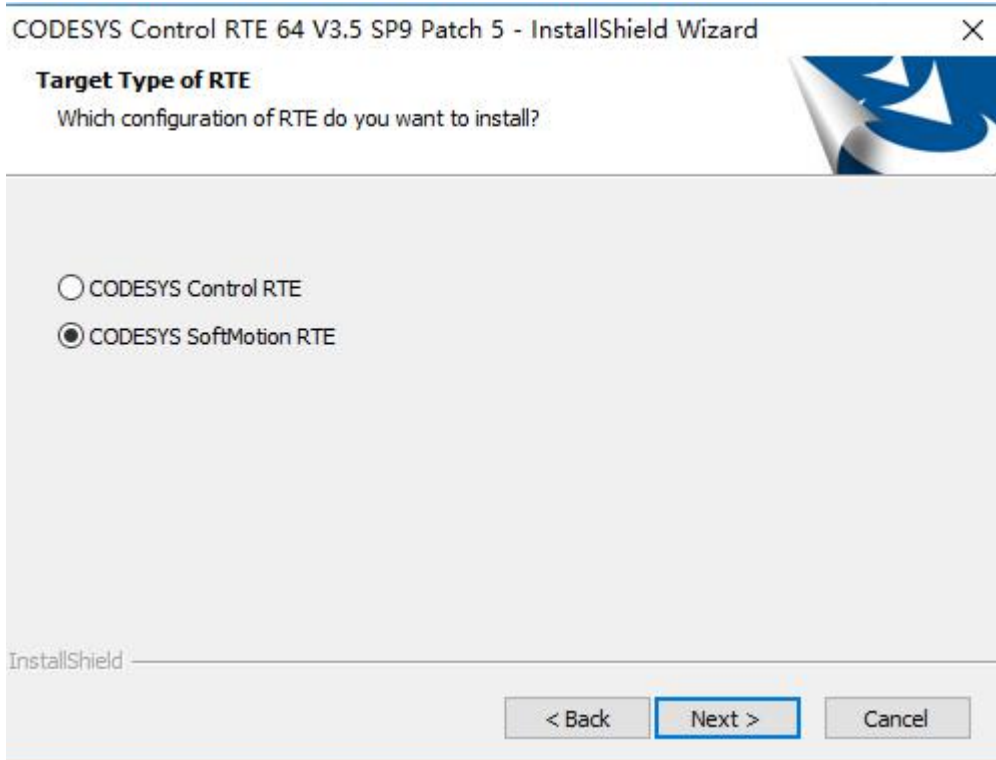 CODESYS Control RTE 64 V3.5 SP9 Patch 5 - InstallShield Wizard
Target Type of RTE
Which configuration of RTE do you want to install?
CODESYS Control RTE
CODESYS SoftMotion RTE
InstallShield
< Back
Next >
Cancel